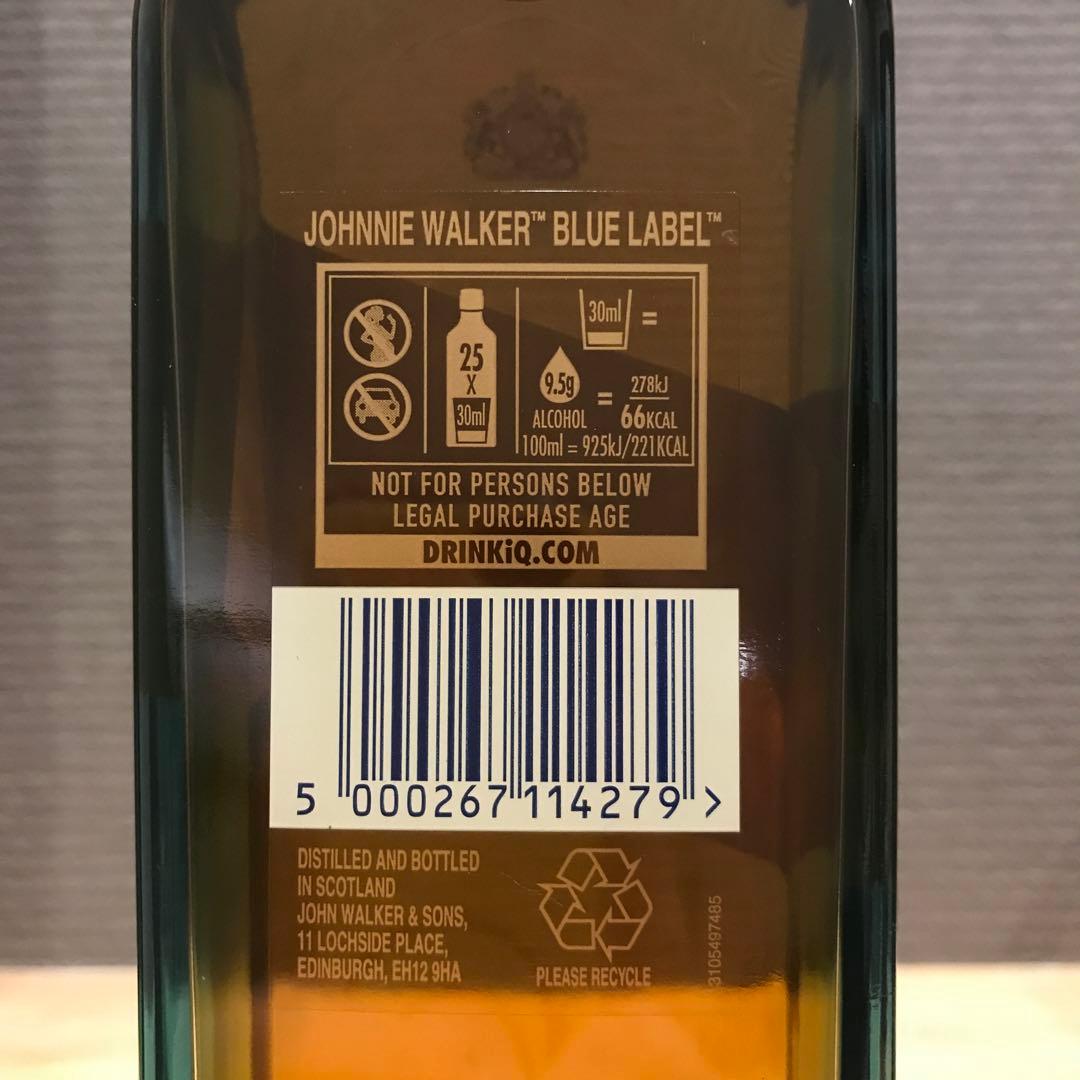 JOHNNIE WALKER™ BLUE LABEL™
25
X
30ml
30ml =
9.5g
ALCOHOL
=
278kJ
66KCAL
100ml = 925kJ/221KCAL
NOT FOR PERSONS BELOW
LEGAL PURCHASE AGE
DRINKiQ.COM
5 000267 114279 >
DISTILLED AND BOTTLED
IN SCOTLAND
JOHN WALKER & SONS,
11 LOCHSIDE PLACE,
EDINBURGH, EH12 9HA
PLEASE RECYCLE
3105497485